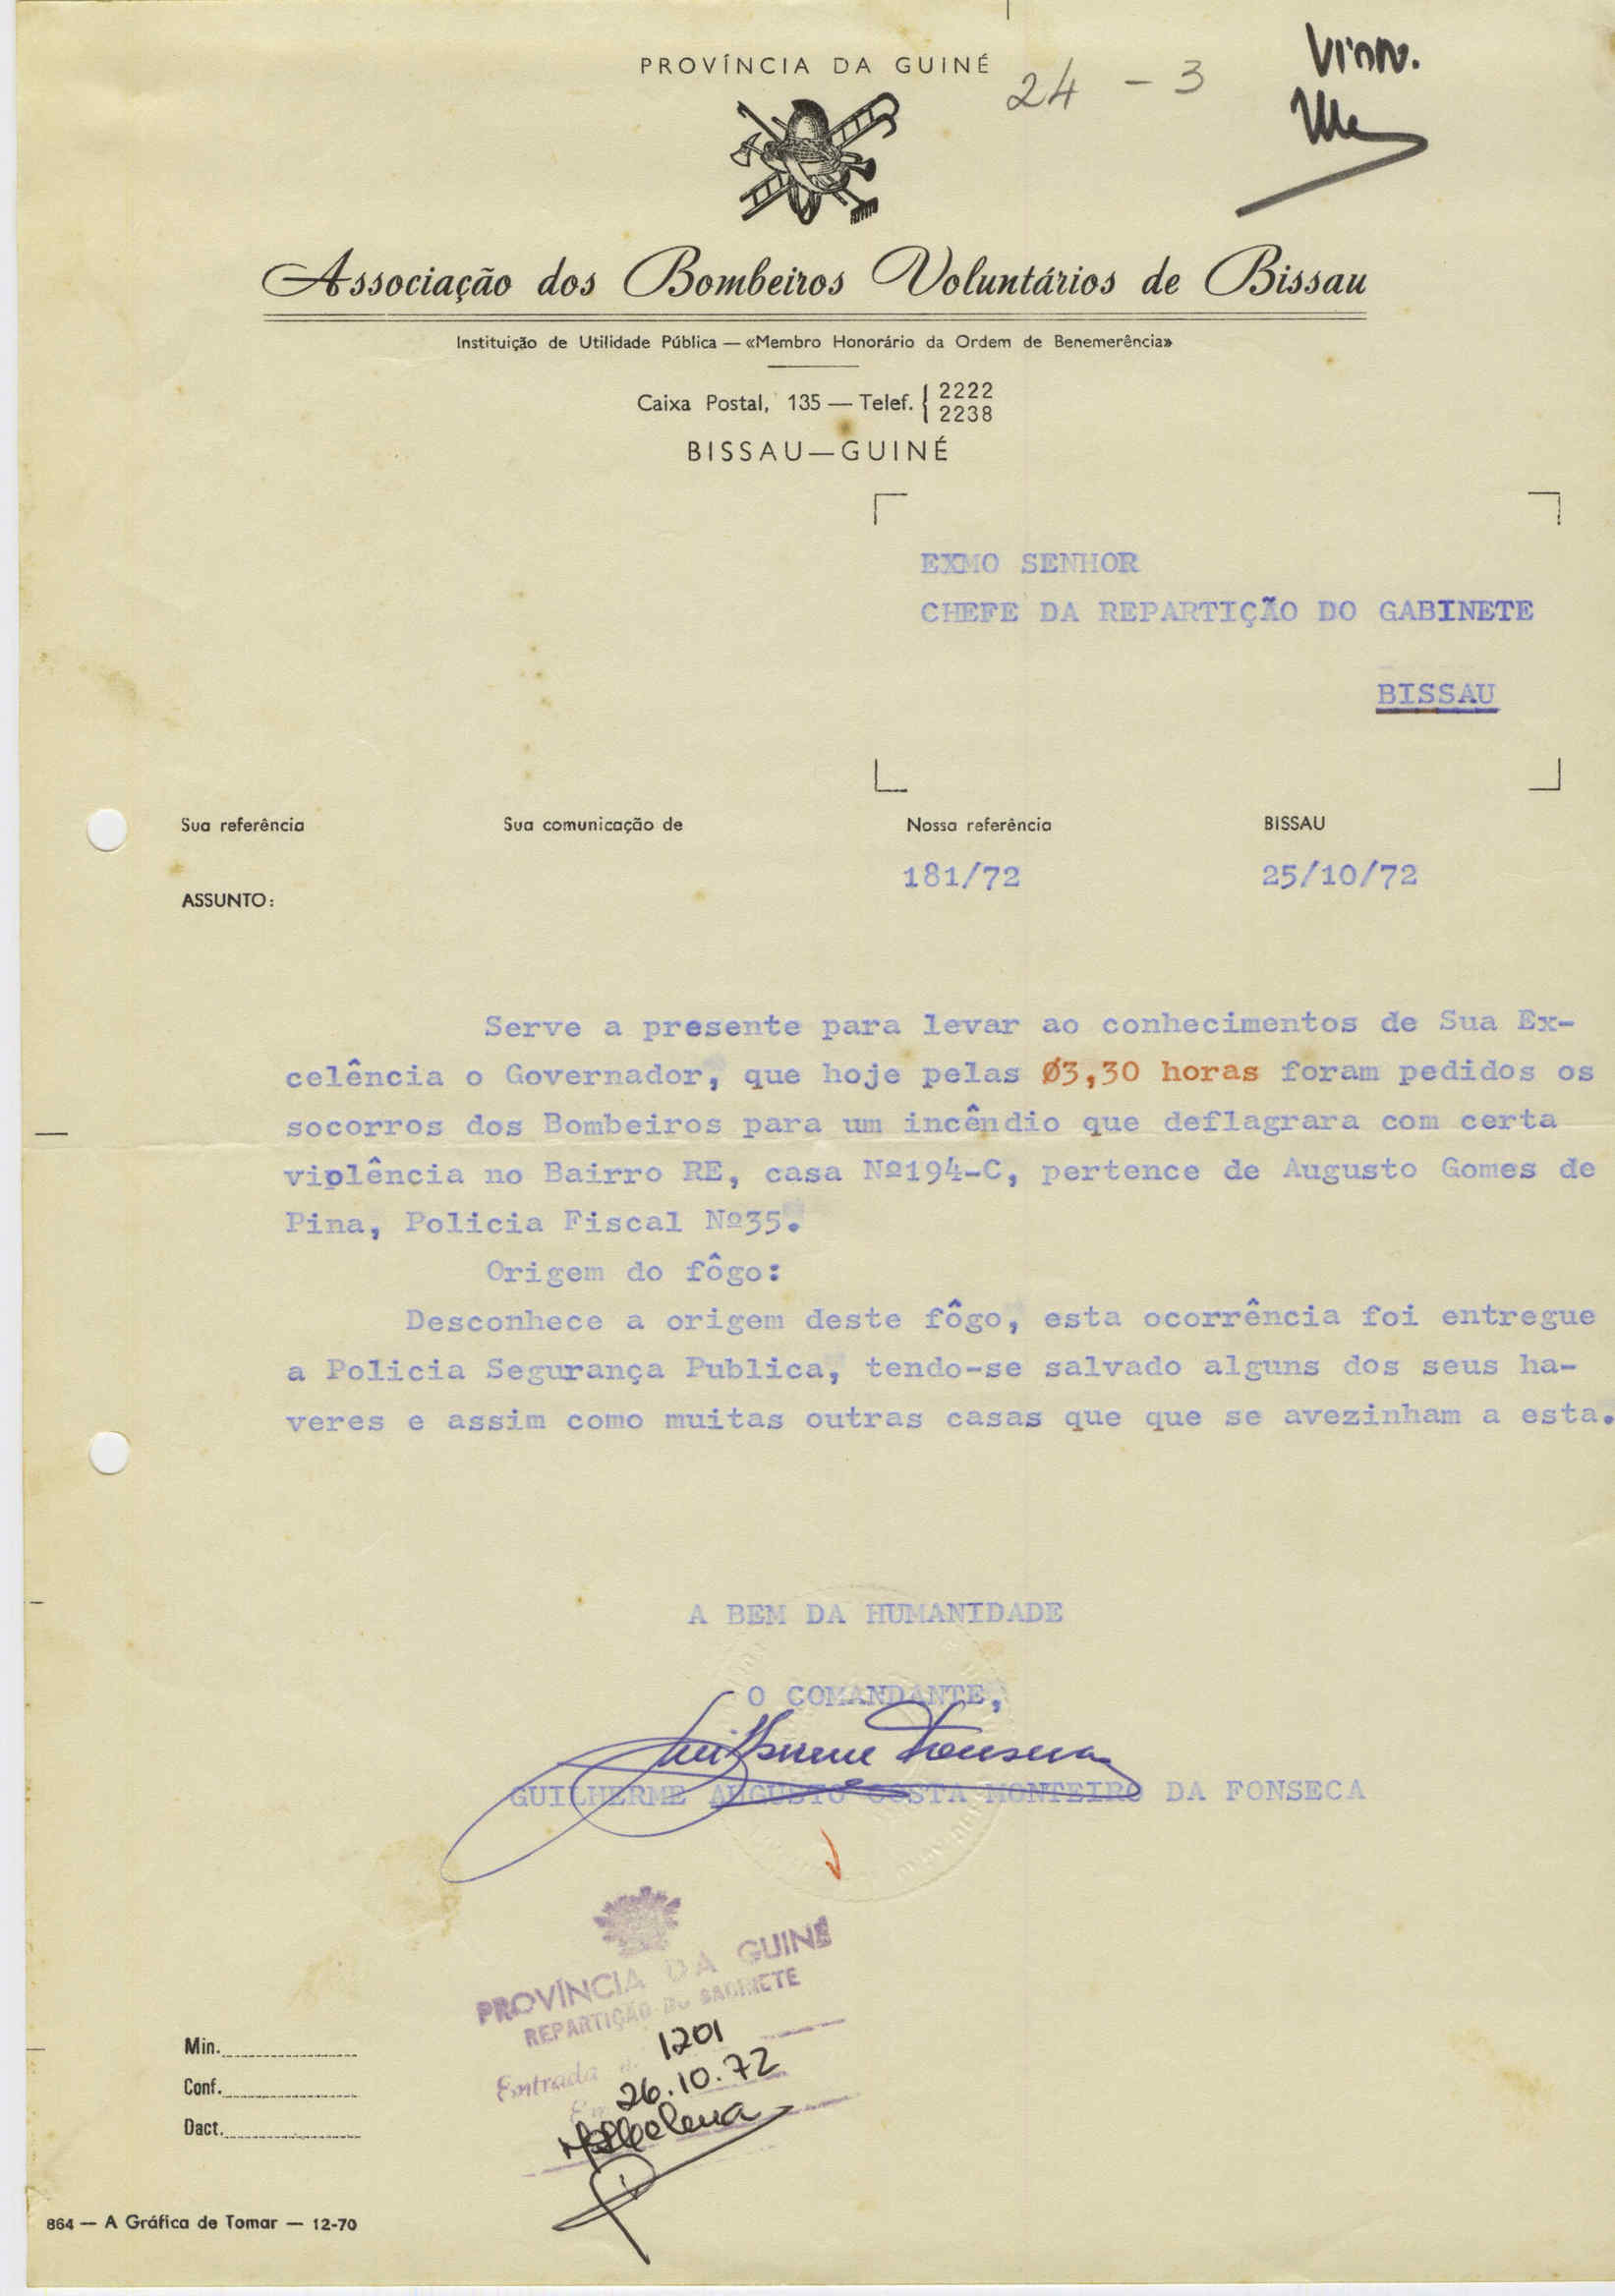 PROVÍNCIA DA GUINÉ
24 - 3
Associação dos Bombeiros Voluntários de Bissau
Instituição de Utilidade Pública — «Membro Honorário da Ordem de Benemerência»
Caixa Postal, 135 — Telef. { 2222
2238
BISSAU—GUINÉ
EXMO SENHOR
CHEFE DA REPARTIÇÃO DO GABINETE
BISSAU
Sua referência Sua comunicação de Nossa referência BISSAU
181/72 25/10/72
ASSUNTO:
Serve a presente para levar ao conhecimentos de Sua Ex-
celência o Governador, que hoje pelas Ø3,30 horas foram pedidos os
socorros dos Bombeiros para um incêndio que deflagrara com certa
violência no Bairro RE, casa Nº194-C, pertence de Augusto Gomes de
Pina, Policia Fiscal Nº35.
Origem do fôgo:
Desconhece a origem deste fôgo, esta ocorrência foi entregue
a Policia Segurança Publica, tendo-se salvado alguns dos seus ha-
veres e assim como muitas outras casas que que se avezinham a esta.
A BEM DA HUMANIDADE
O COMANDANTE,
Guilherme Fonseca
GUILHERME AUGUSTO COSTA MONTEIRO DA FONSECA
PROVÍNCIA DA GUINÉ
REPARTIÇÃO DO GABINETE
Entrada 1201
Em 26.10.72
Min.
Conf.
Dact.
864 — A Gráfica de Tomar — 12-70